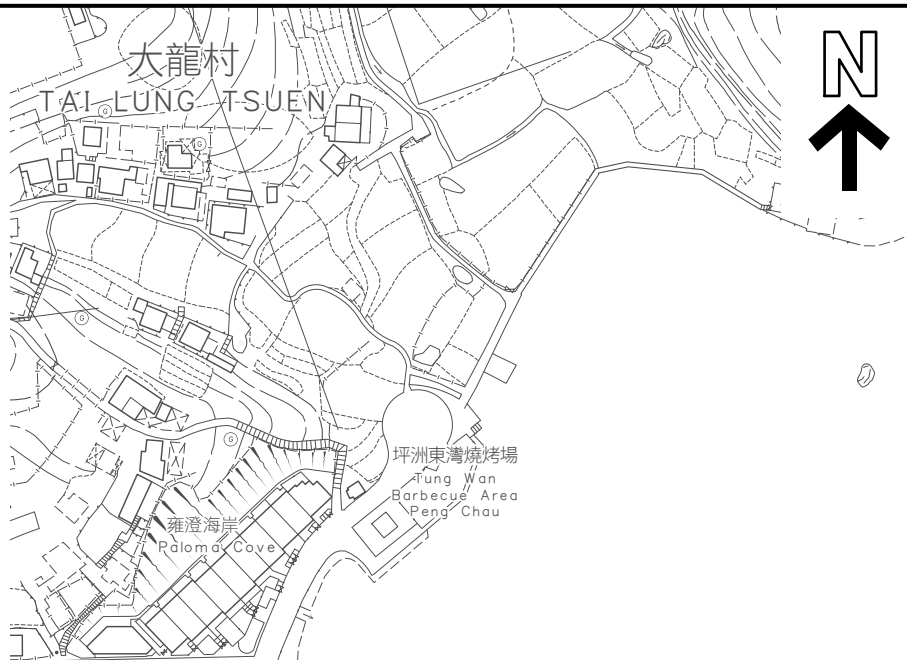 大龍村
TAI LUNG TSUEN
N
G
G
G
G
坪洲東灣燒烤場
Tung Wan
Barbecue Area
Peng Chau
雍澄海岸
Paloma Cove